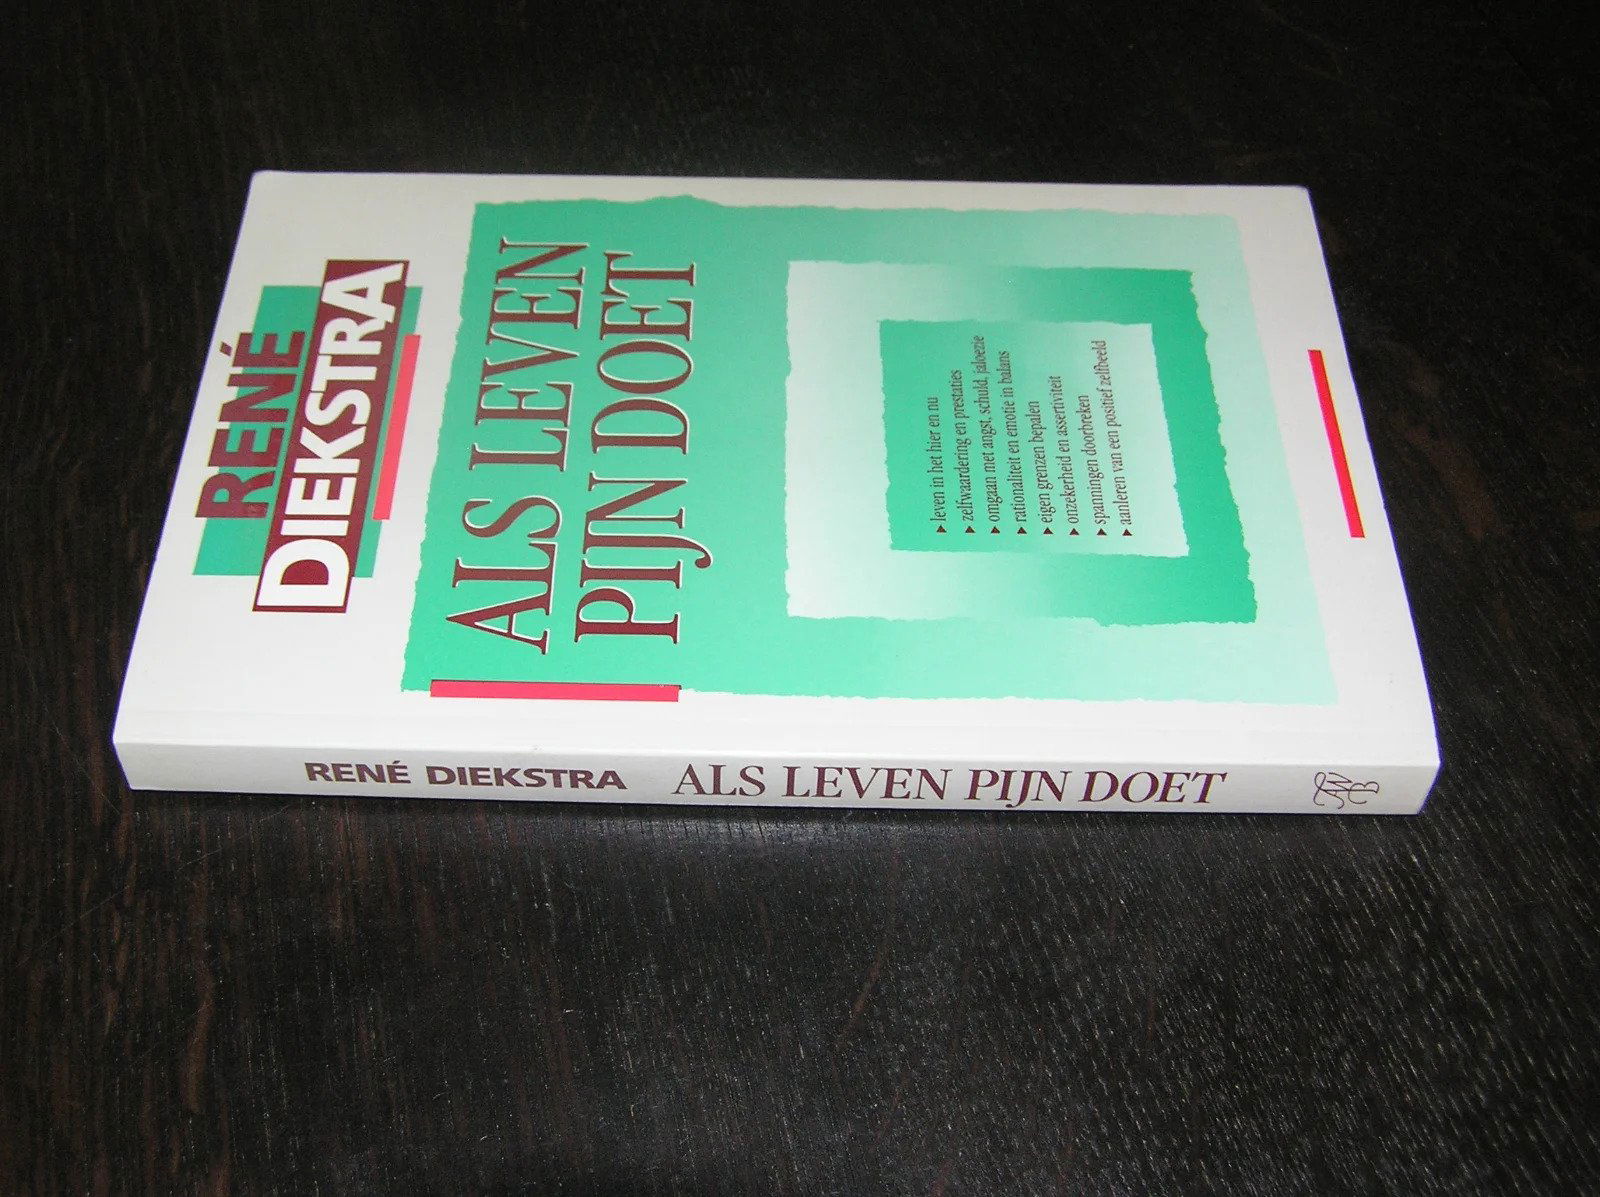 RENÉ
DIEKSTRA
ALS LEVEN
PIJN DOET
▸ leven in het hier en nu
▸ zelfwaardering en prestaties
▸ omgaan met angst, schuld, jaloezie
▸ rationaliteit en emotie in balans
▸ eigen grenzen bepalen
▸ onzekerheid en assertiviteit
▸ spanningen doorbreken
▸ aanleren van een positief zelfbeeld
RENÉ DIEKSTRA ALS LEVEN PIJN DOET